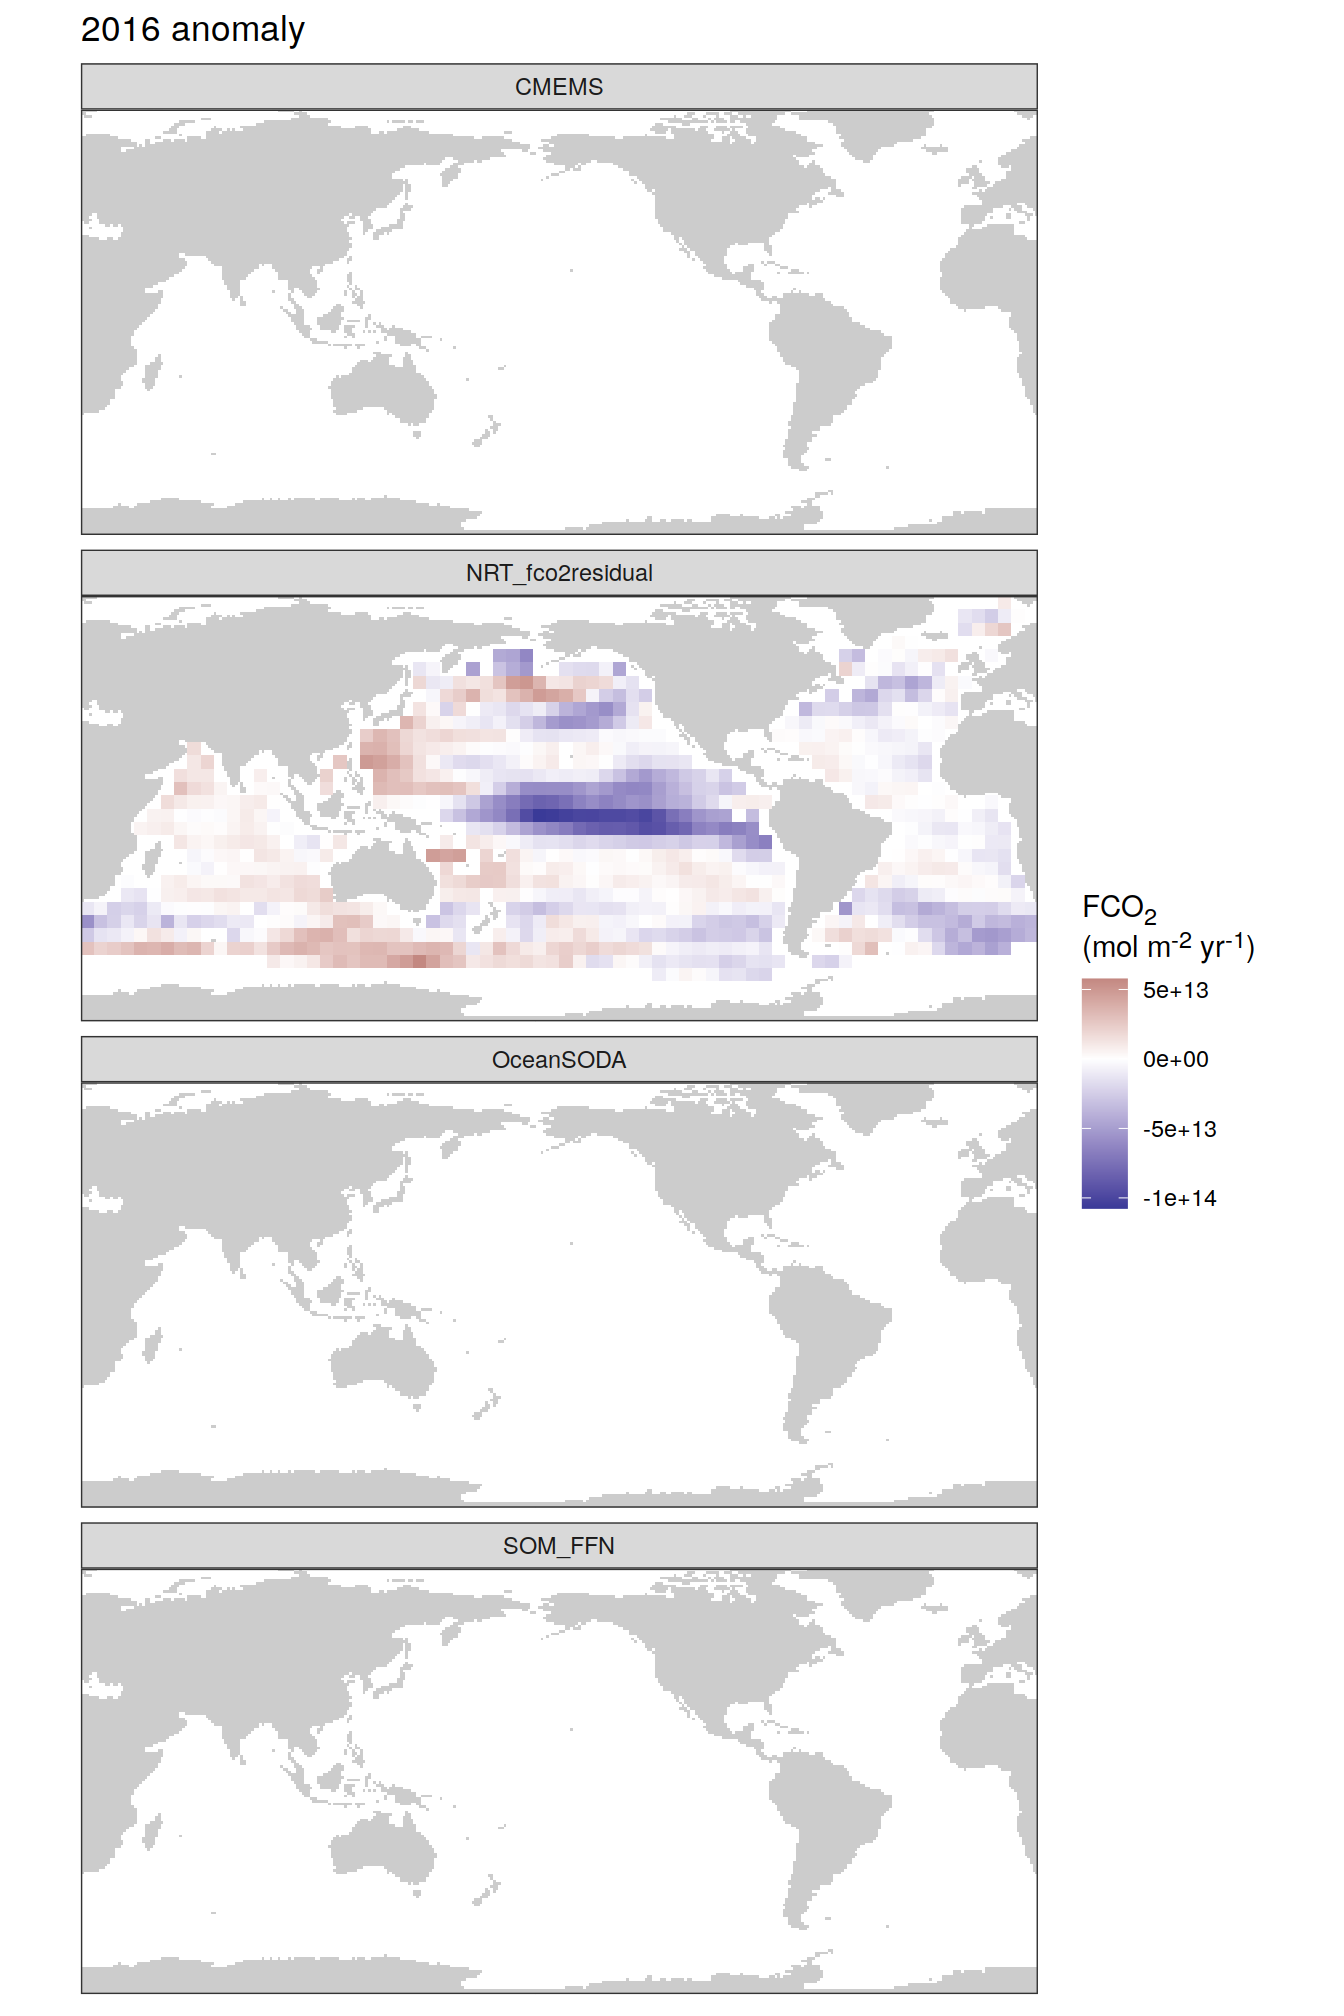 2016 anomaly
CMEMS
NRT_fco2residual
OceanSODA
SOM_FFN
FCO₂
(mol m⁻² yr⁻¹)
5e+13
0e+00
-5e+13
-1e+14